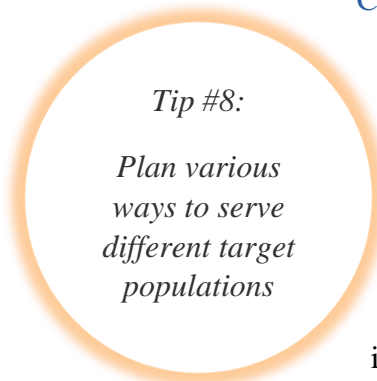 C
Tip #8:
Plan various
ways to serve
different target
populations
i